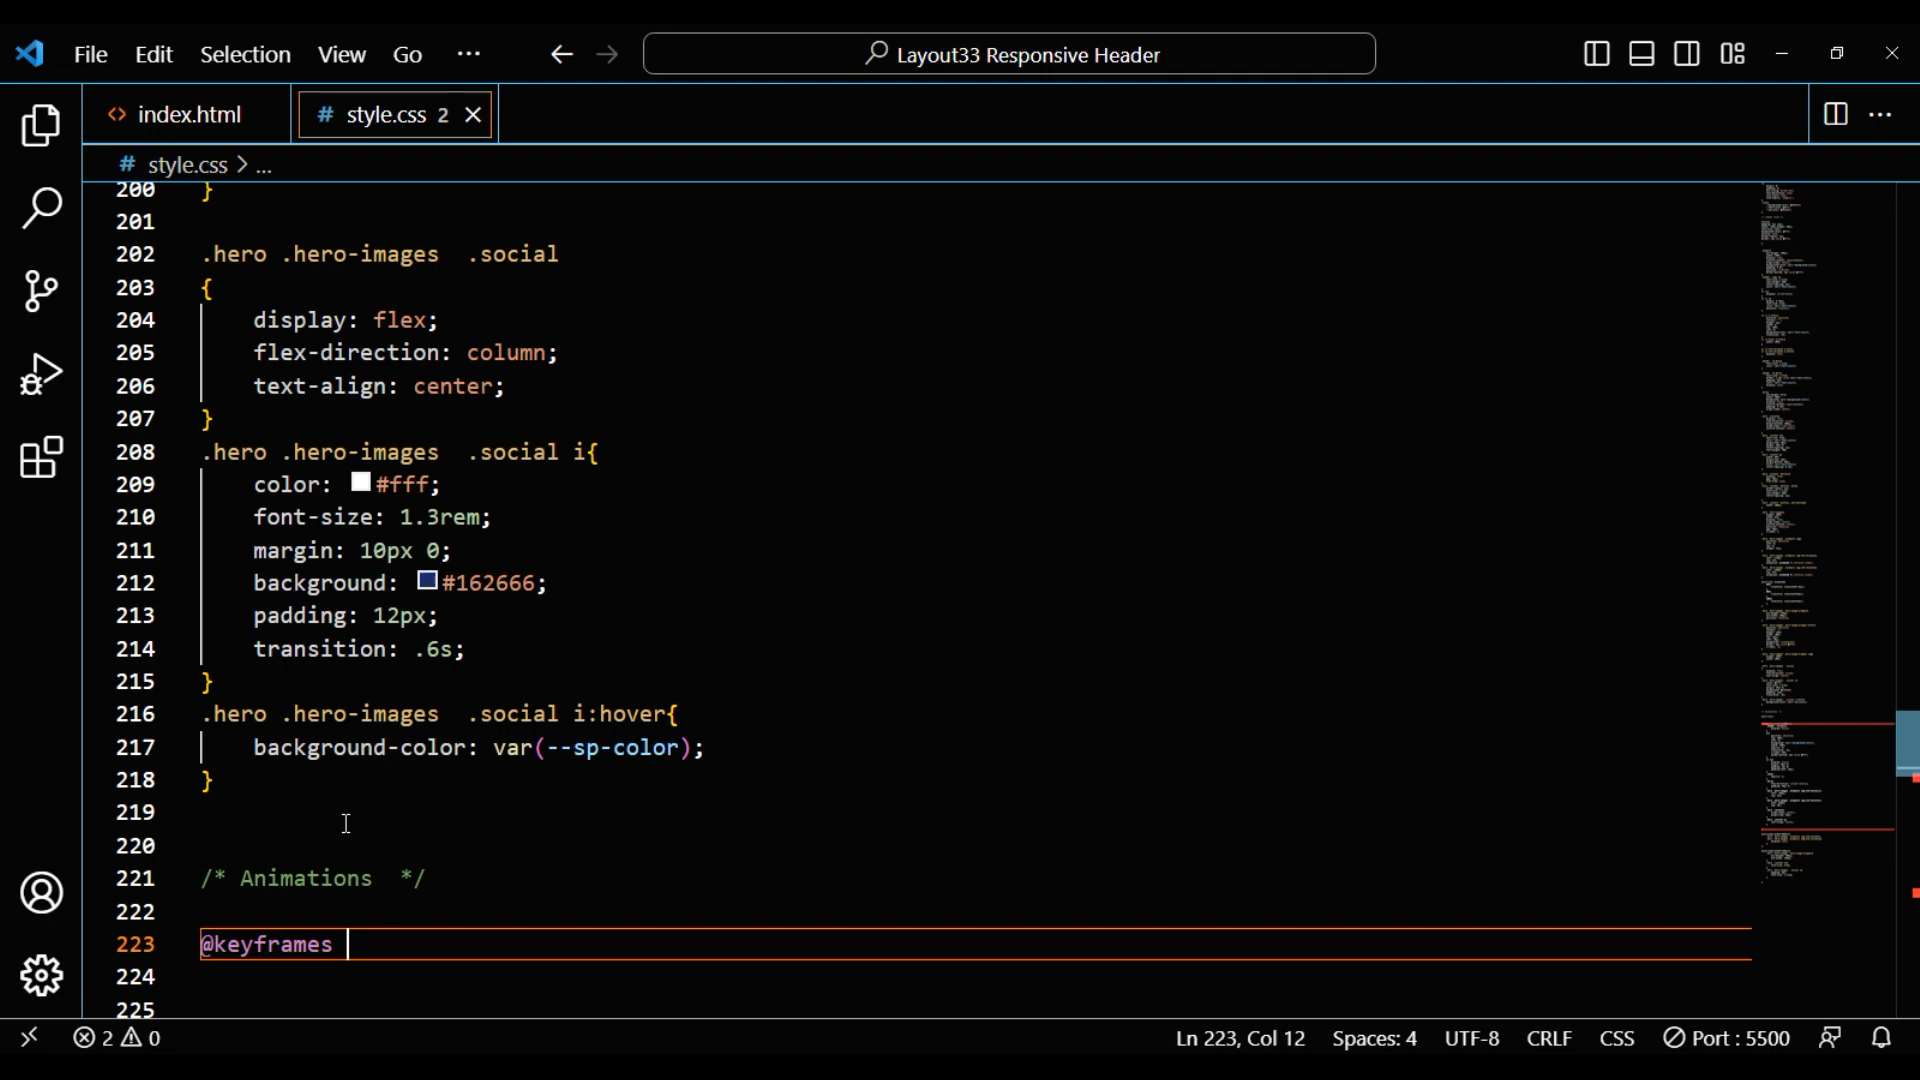 File Edit Selection View Go ··· Layout33 Responsive Header
<> index.html # style.css 2
# style.css > ...
200 }
201
202 .hero .hero-images  .social
203 {
204     display: flex;
205     flex-direction: column;
206     text-align: center;
207 }
208 .hero .hero-images  .social i{
209     color: #fff;
210     font-size: 1.3rem;
211     margin: 10px 0;
212     background: #162666;
213     padding: 12px;
214     transition: .6s;
215 }
216 .hero .hero-images  .social i:hover{
217     background-color: var(--sp-color);
218 }
219
220
221 /* Animations  */
222
223 @keyframes
224
225
2 0 Ln 223, Col 12 Spaces: 4 UTF-8 CRLF CSS Port : 5500